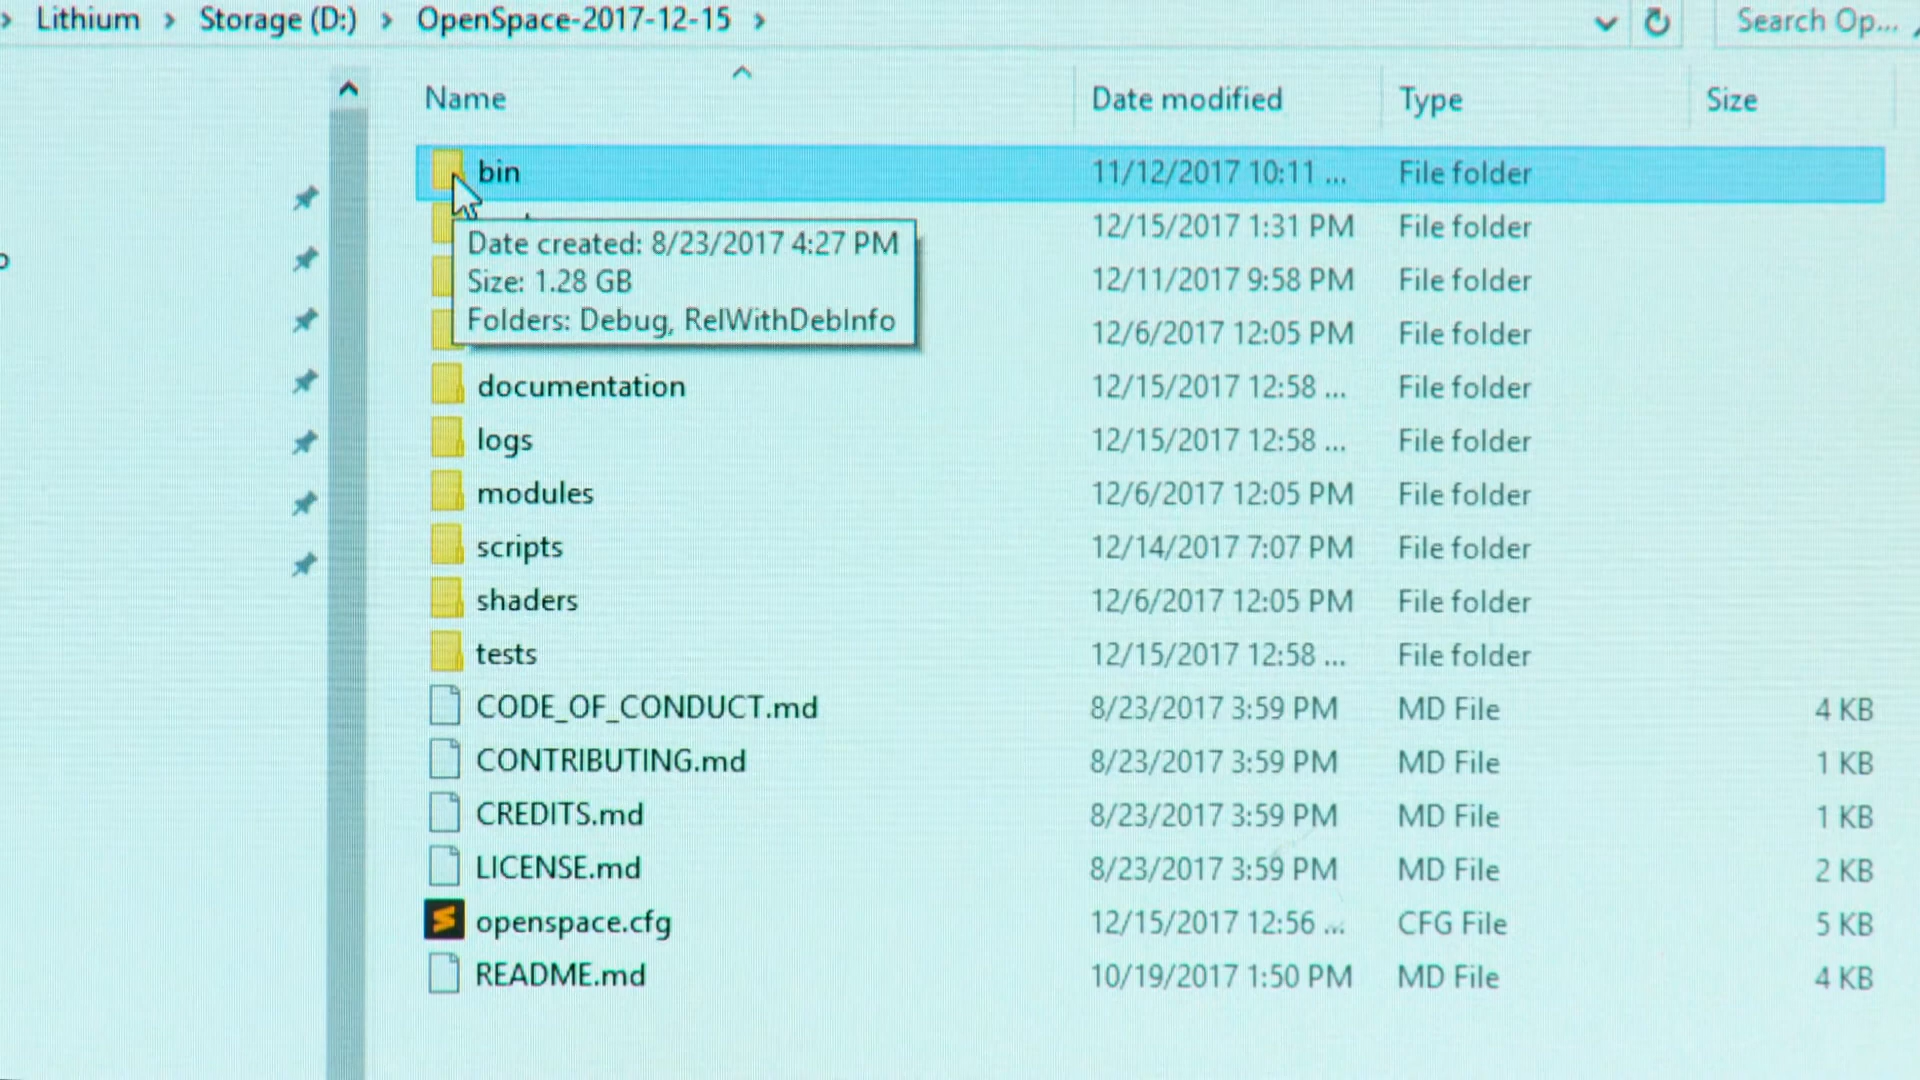 Lithium > Storage (D:) > OpenSpace-2017-12-15 >
Search Op...
Name Date modified Type Size
bin 11/12/2017 10:11 ... File folder
12/15/2017 1:31 PM File folder
Date created: 8/23/2017 4:27 PM
Size: 1.28 GB
Folders: Debug, RelWithDebInfo
12/11/2017 9:58 PM File folder
12/6/2017 12:05 PM File folder
documentation 12/15/2017 12:58 ... File folder
logs 12/15/2017 12:58 ... File folder
modules 12/6/2017 12:05 PM File folder
scripts 12/14/2017 7:07 PM File folder
shaders 12/6/2017 12:05 PM File folder
tests 12/15/2017 12:58 ... File folder
CODE_OF_CONDUCT.md 8/23/2017 3:59 PM MD File 4 KB
CONTRIBUTING.md 8/23/2017 3:59 PM MD File 1 KB
CREDITS.md 8/23/2017 3:59 PM MD File 1 KB
LICENSE.md 8/23/2017 3:59 PM MD File 2 KB
openspace.cfg 12/15/2017 12:56 ... CFG File 5 KB
README.md 10/19/2017 1:50 PM MD File 4 KB